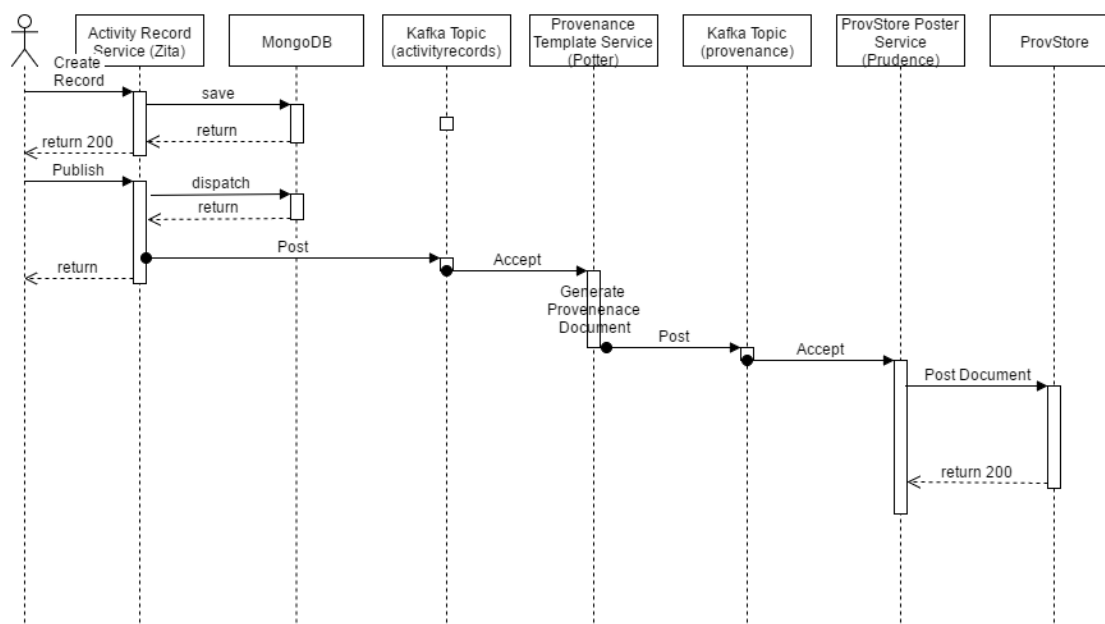 Activity Record
Service (Zita)
MongoDB
Kafka Topic
(activityrecords)
Provenance
Template Service
(Potter)
Kafka Topic
(provenance)
ProvStore Poster
Service
(Prudence)
ProvStore
Create
Record
save
return
return 200
Publish
dispatch
return
Post
return
Accept
Generate
Provenenace
Document
Post
Accept
Post Document
return 200